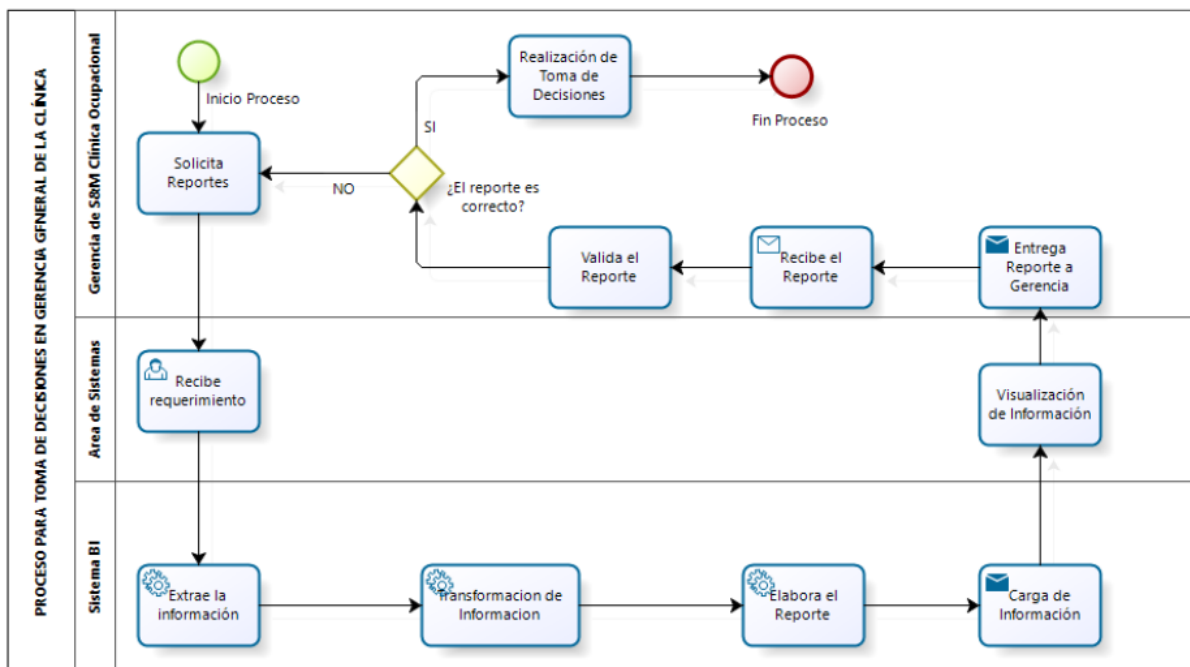 PROCESO PARA TOMA DE DECISIONES EN GERENCIA GENERAL DE LA CLÍNICA
Gerencia de S&M Clínica Ocupacional
Inicio Proceso
Solicita
Reportes
Realización de
Toma de
Decisiones
Fin Proceso
SI
NO
¿El reporte es
correcto?
Valida el
Reporte
Recibe el
Reporte
Entrega
Reporte a
Gerencia
Area de Sistemas
Recibe
requerimiento
Visualización
de Información
Sistema BI
Extrae la
información
Transformacion de
Informacion
Elabora el
Reporte
Carga de
Información